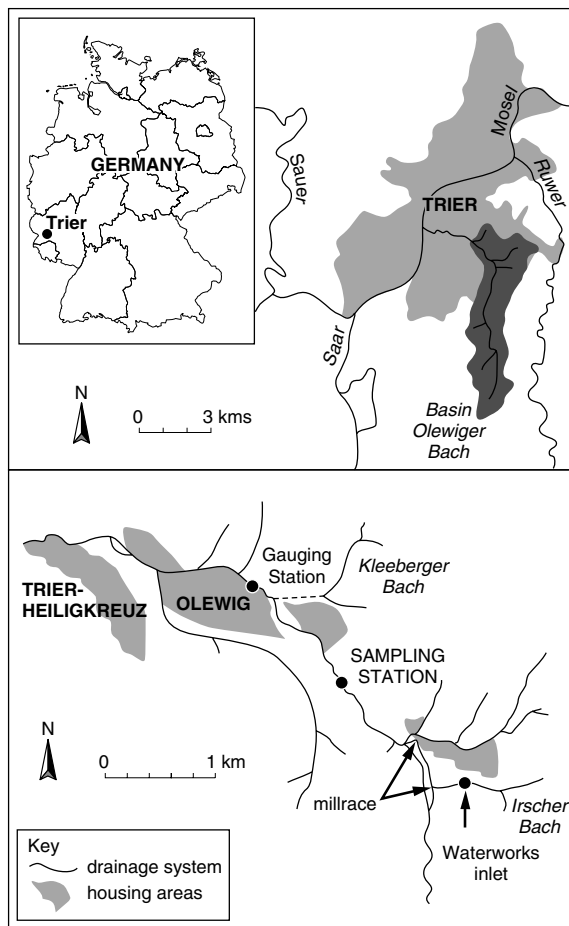 GERMANY
Trier
N
0 3 kms
Sauer
Saar
Mosel
Ruwer
TRIER
Basin
Olewiger
Bach
TRIER-
HEILIGKREUZ
OLEWIG
Gauging
Station
Kleeberger
Bach
SAMPLING
STATION
N
0 1 km
millrace
Irscher
Bach
Waterworks
inlet
Key
drainage system
housing areas